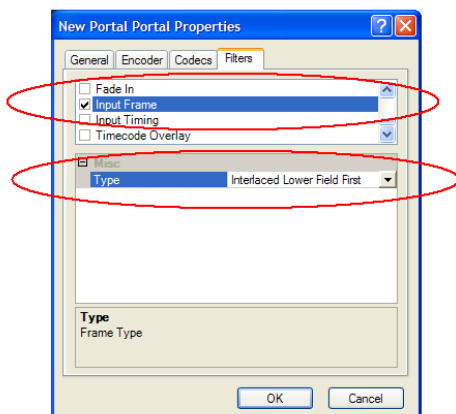 New Portal Portal Properties
General Encoder Codecs Filters
Fade In
Input Frame
Input Timing
Timecode Overlay
Misc
Type Interlaced Lower Field First
Type
Frame Type
OK Cancel